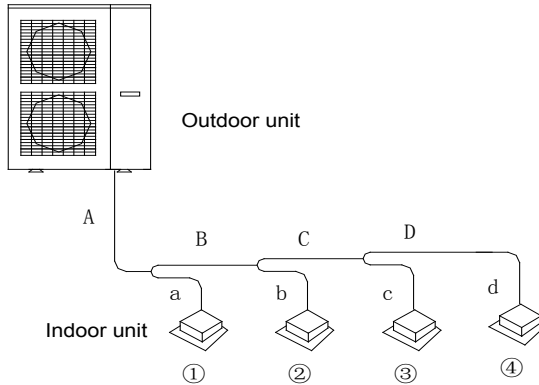 Outdoor unit
A
B C D
a b c d
Indoor unit
① ② ③ ④